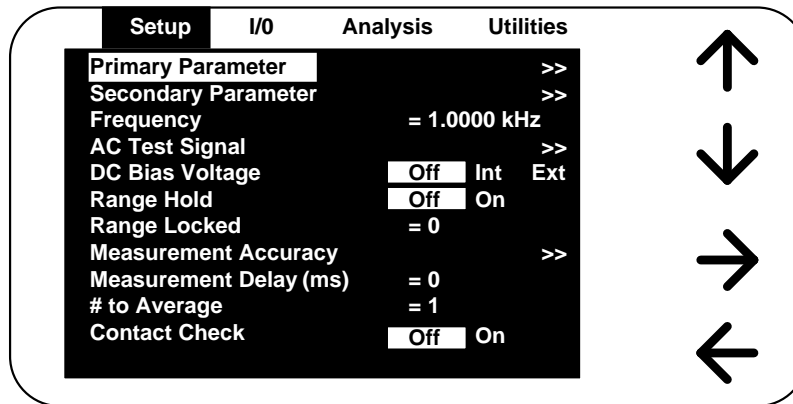 Setup I/0 Analysis Utilities
Primary Parameter >>
Secondary Parameter >>
Frequency = 1.0000 kHz
AC Test Signal >>
DC Bias Voltage Off Int Ext
Range Hold Off On
Range Locked = 0
Measurement Accuracy >>
Measurement Delay (ms) = 0
# to Average = 1
Contact Check Off On